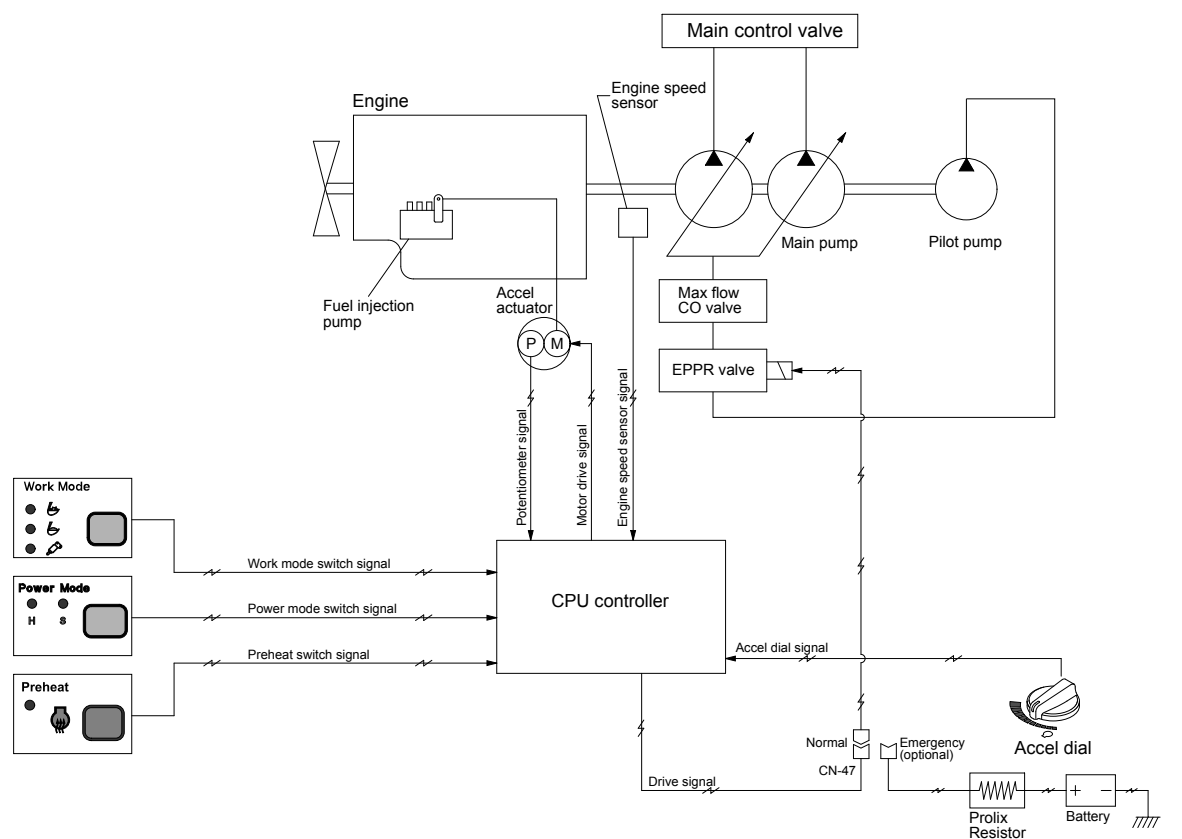 Main control valve
Engine speed
sensor
Engine
Main pump
Pilot pump
Fuel injection
pump
Accel
actuator
Max flow
CO valve
P
M
EPPR valve
Potentiometer signal
Motor drive signal
Engine speed sensor signal
Work Mode
Work mode switch signal
Power Mode
H
S
Power mode switch signal
CPU controller
Preheat switch signal
Preheat
Accel dial signal
Accel dial
Normal
Emergency
(optional)
CN-47
Drive signal
+
-
Prolix
Resistor
Battery